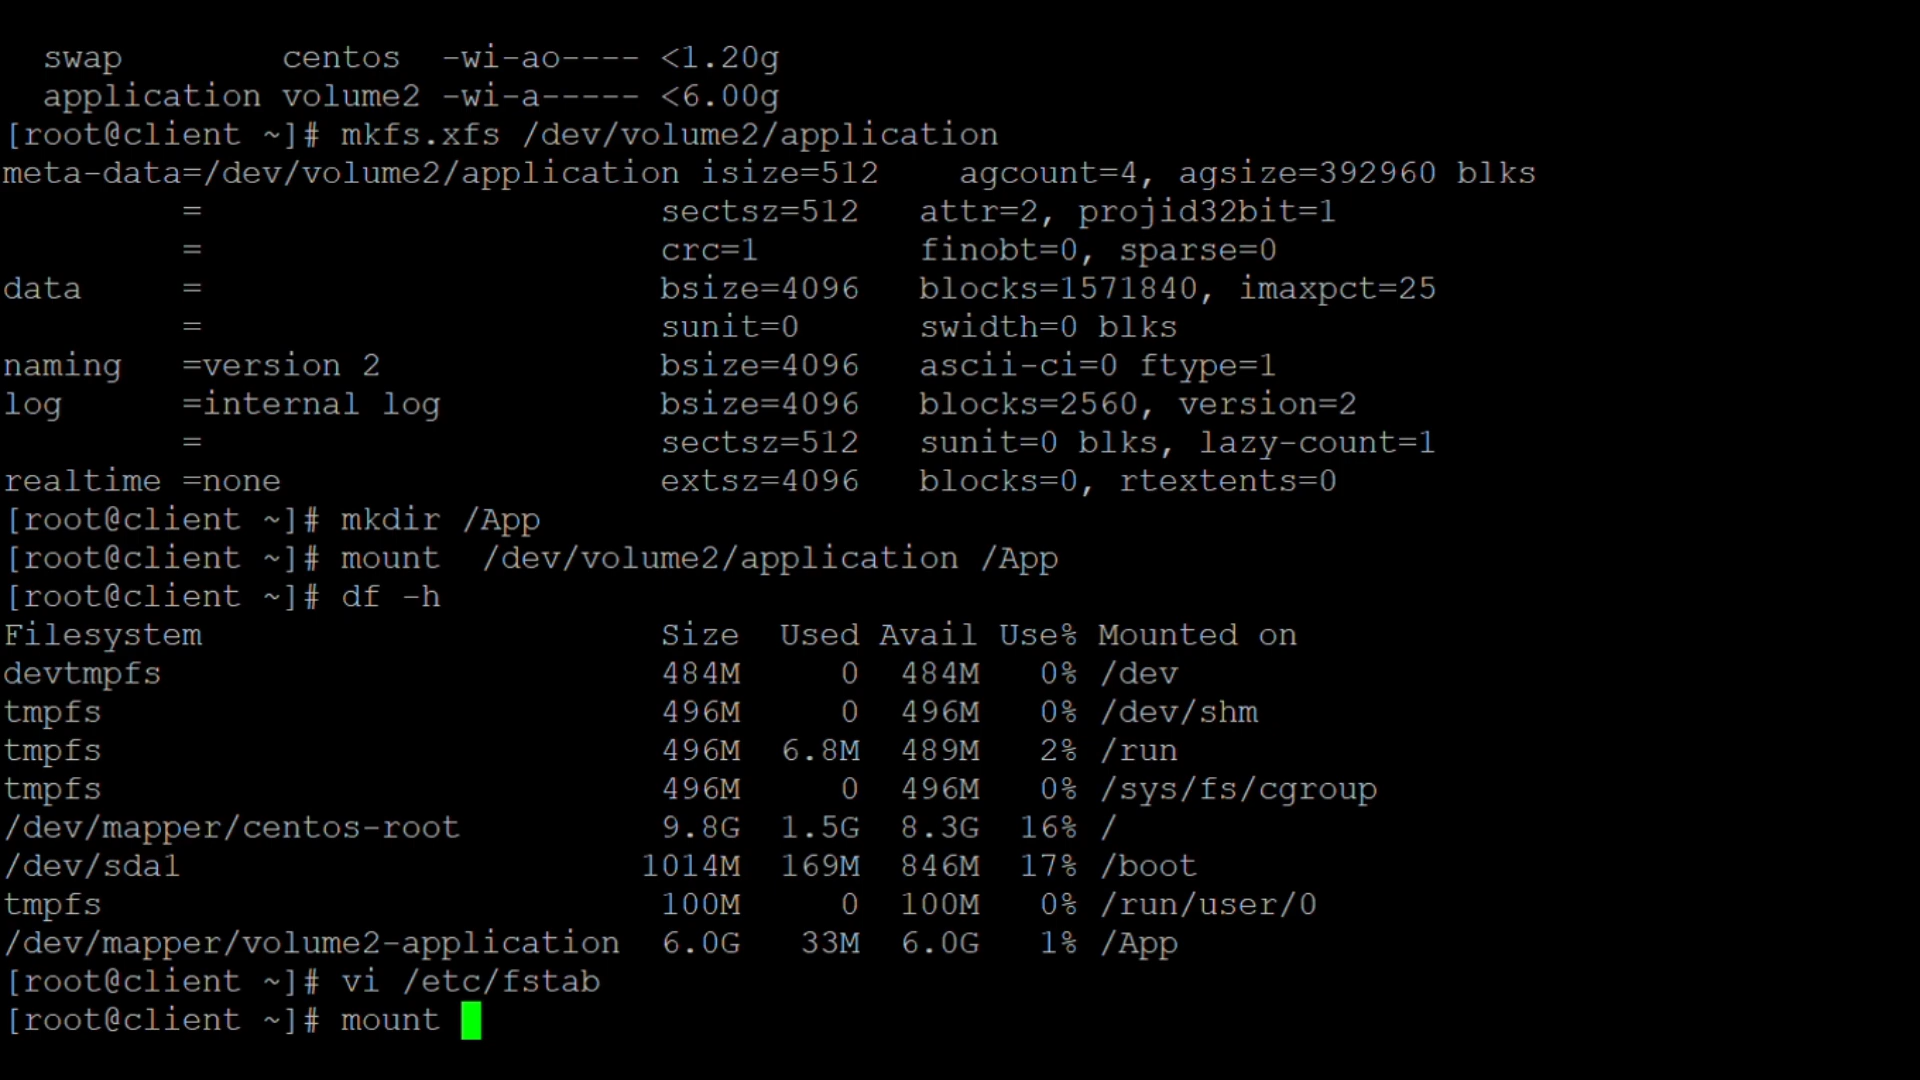 swap centos -wi-ao---- <1.20g
application volume2 -wi-a----- <6.00g
[root@client ~]# mkfs.xfs /dev/volume2/application
meta-data=/dev/volume2/application isize=512 agcount=4, agsize=392960 blks
= sectsz=512 attr=2, projid32bit=1
= crc=1 finobt=0, sparse=0
data = bsize=4096 blocks=1571840, imaxpct=25
= sunit=0 swidth=0 blks
naming =version 2 bsize=4096 ascii-ci=0 ftype=1
log =internal log bsize=4096 blocks=2560, version=2
= sectsz=512 sunit=0 blks, lazy-count=1
realtime =none extsz=4096 blocks=0, rtextents=0
[root@client ~]# mkdir /App
[root@client ~]# mount  /dev/volume2/application /App
[root@client ~]# df -h
Filesystem Size Used Avail Use% Mounted on
devtmpfs 484M 0 484M 0% /dev
tmpfs 496M 0 496M 0% /dev/shm
tmpfs 496M 6.8M 489M 2% /run
tmpfs 496M 0 496M 0% /sys/fs/cgroup
/dev/mapper/centos-root 9.8G 1.5G 8.3G 16% /
/dev/sda1 1014M 169M 846M 17% /boot
tmpfs 100M 0 100M 0% /run/user/0
/dev/mapper/volume2-application 6.0G 33M 6.0G 1% /App
[root@client ~]# vi /etc/fstab
[root@client ~]# mount